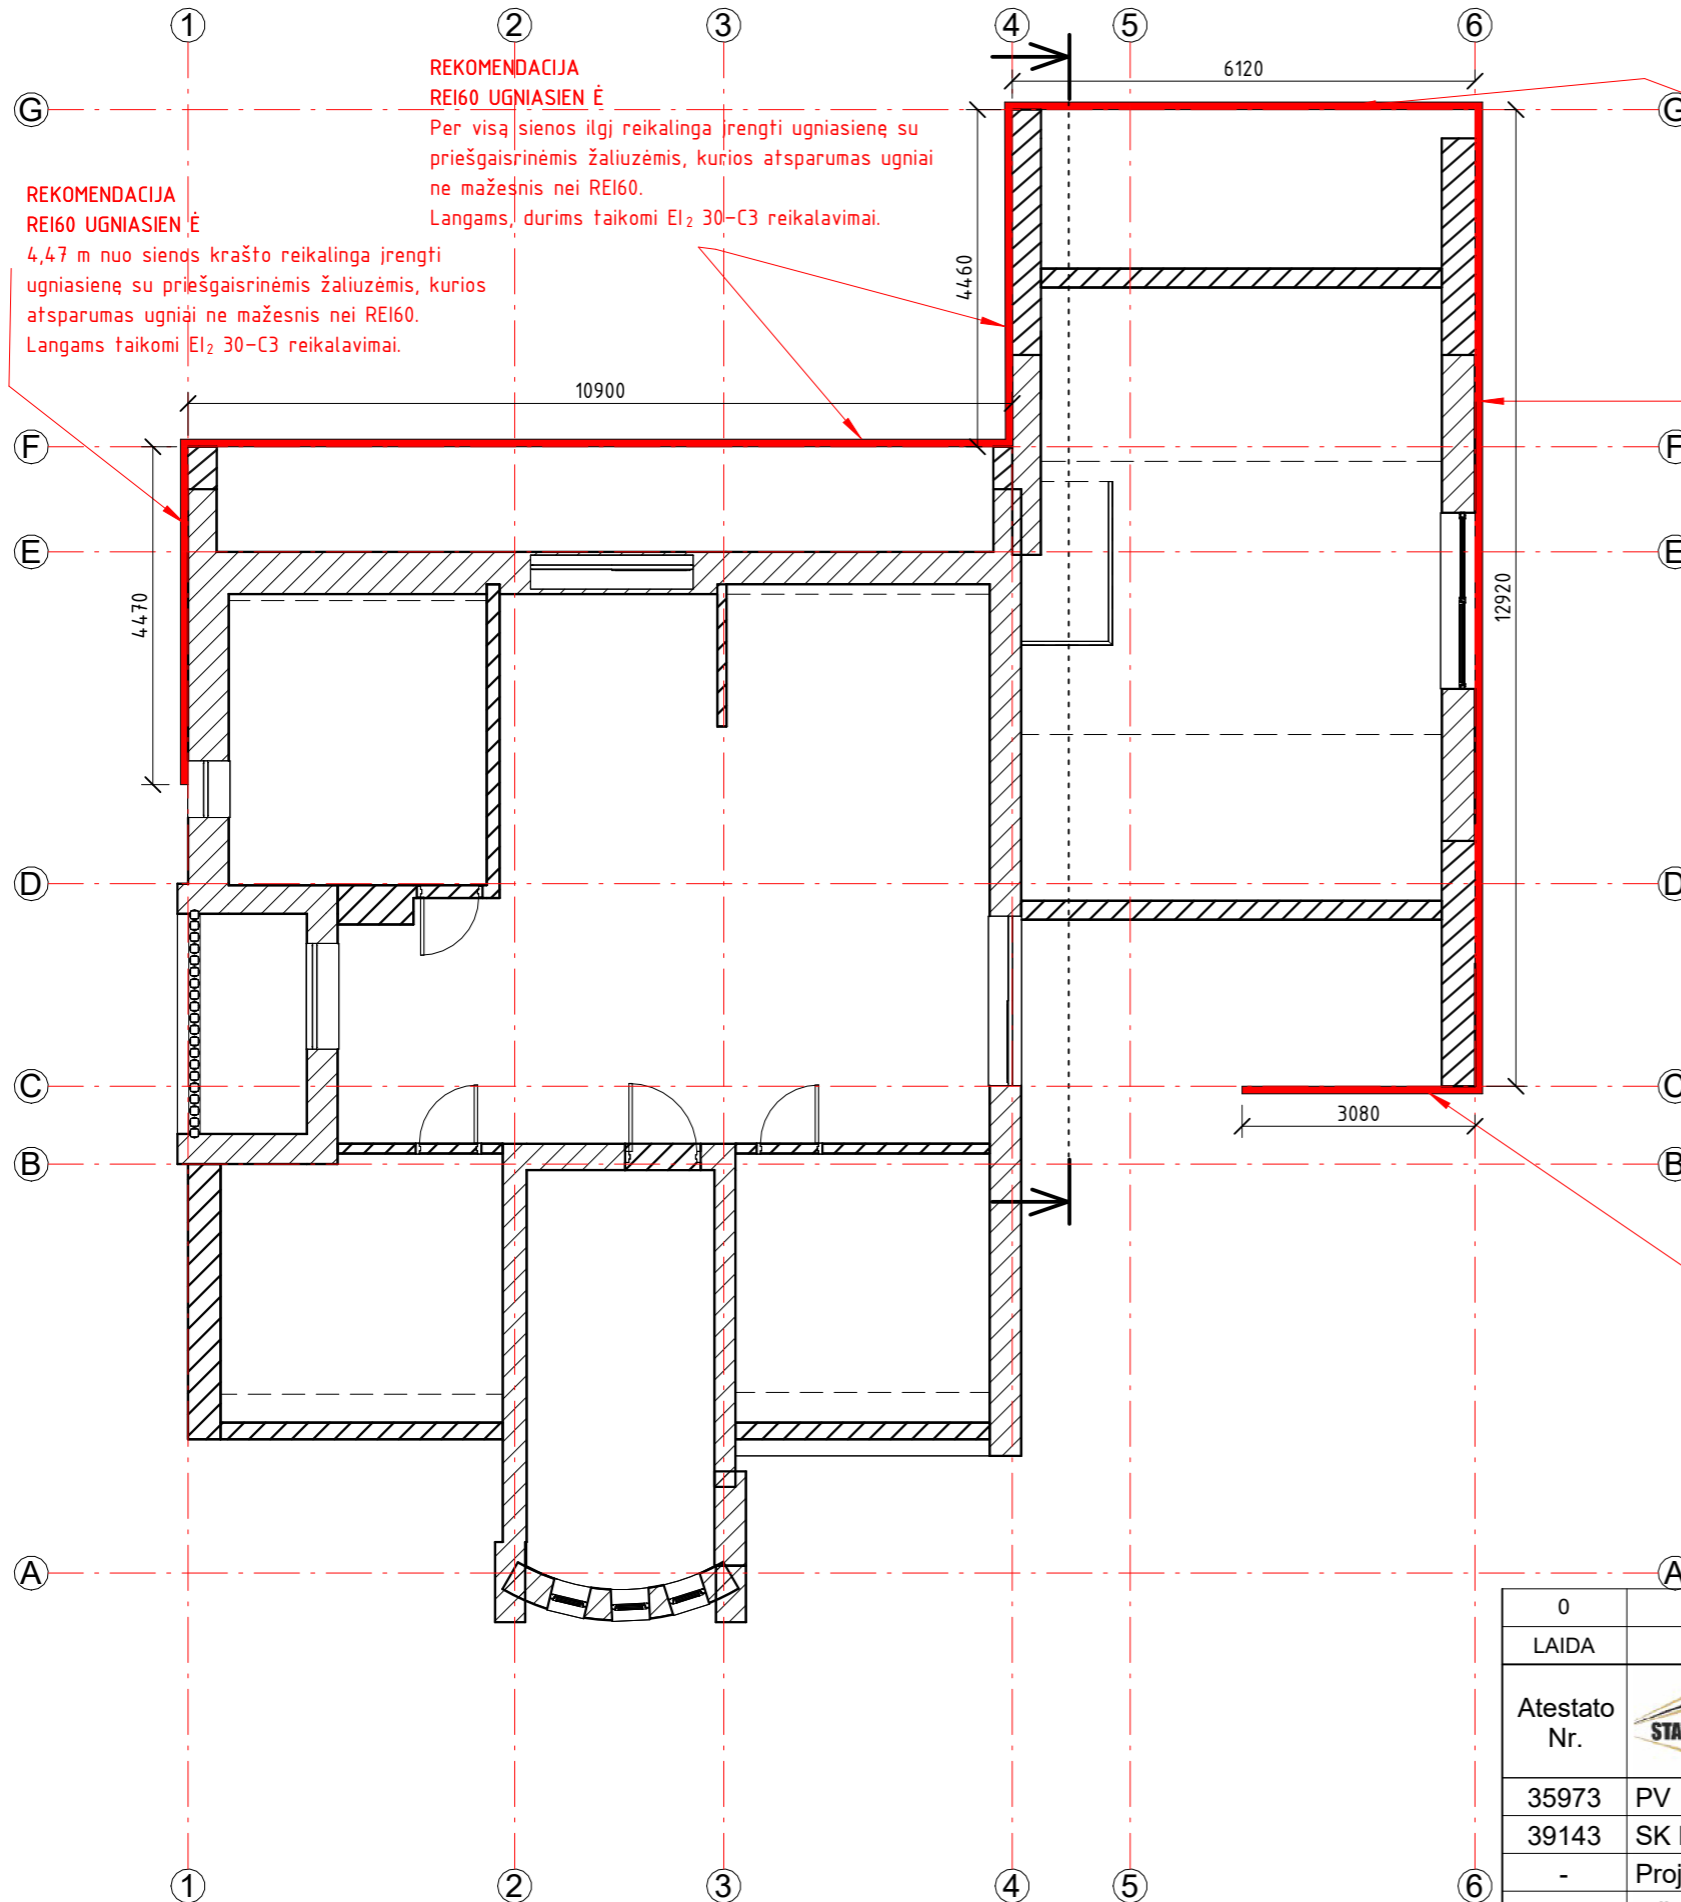 1 2 3 4 5 6
6120
G G
REKOMENDACIJA
REI60 UGNIASIEN Ė
Per visą sienos ilgį reikalinga įrengti ugniasienę su
priešgaisrinėmis žaliuzėmis, kurios atsparumas ugniai
ne mažesnis nei REI60.
Langams, durims taikomi EI₂ 30-C3 reikalavimai.
REKOMENDACIJA
REI60 UGNIASIEN Ė
4,47 m nuo sienos krašto reikalinga įrengti
ugniasienę su priešgaisrinėmis žaliuzėmis, kurios
atsparumas ugniai ne mažesnis nei REI60.
Langams taikomi EI₂ 30-C3 reikalavimai.
4460
10900
F F
E E
4470
12920
D D
C C
3080
B B
A A
0
LAIDA
Atestato
Nr.
STA
35973 PV
39143 SK
- Proj
1 2 3 4 5 6